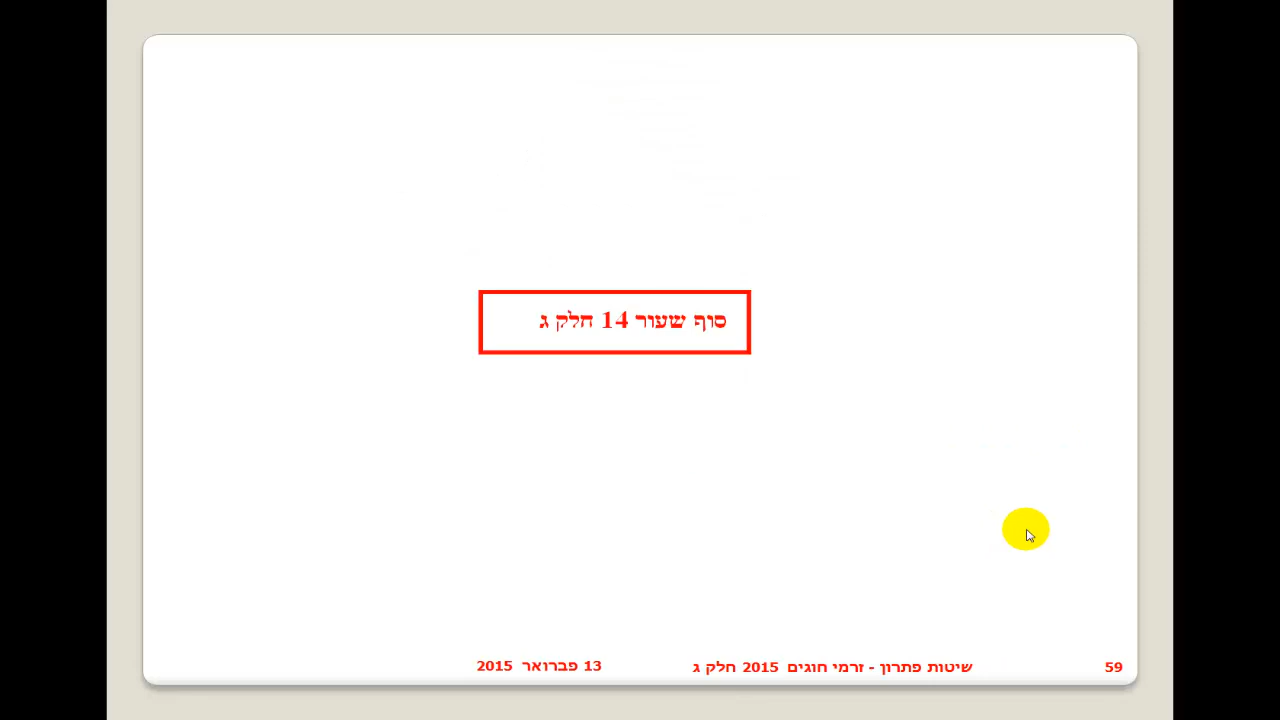 סוף שעור 14 חלק ג
59 שיטות פתרון - זרמי חוגים 2015 חלק ג 13 פברואר 2015